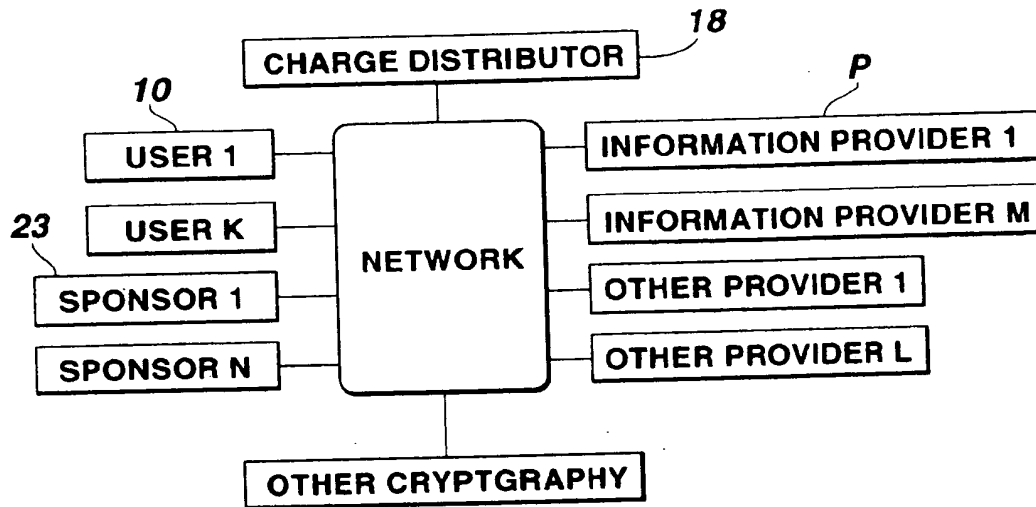 18
CHARGE DISTRIBUTOR
10
P
USER 1
INFORMATION PROVIDER 1
USER K
INFORMATION PROVIDER M
23
NETWORK
SPONSOR 1
OTHER PROVIDER 1
SPONSOR N
OTHER PROVIDER L
OTHER CRYPTGRAPHY